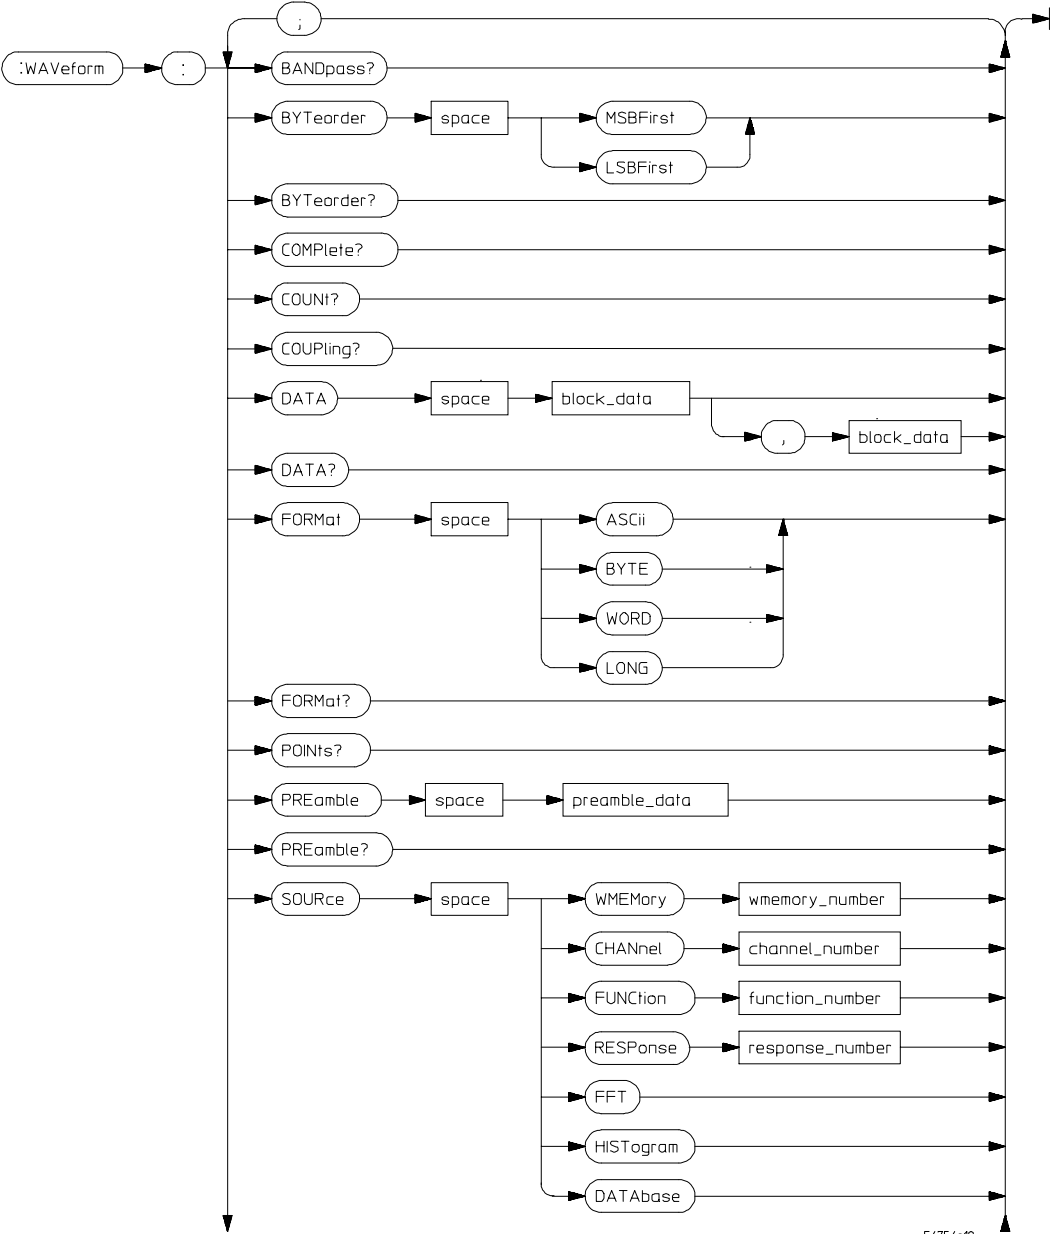 ;
:WAVeform : BANDpass?
BYTeorder space MSBFirst
LSBFirst
BYTeorder?
COMPlete?
COUNt?
COUPling?
DATA space block_data
, block_data
DATA?
FORMat space ASCii
BYTE
WORD
LONG
FORMat?
POINts?
PREamble space preamble_data
PREamble?
SOURce space WMEMory wmemory_number
CHANnel channel_number
FUNCtion function_number
RESPonse response_number
FFT
HISTogram
DATAbase